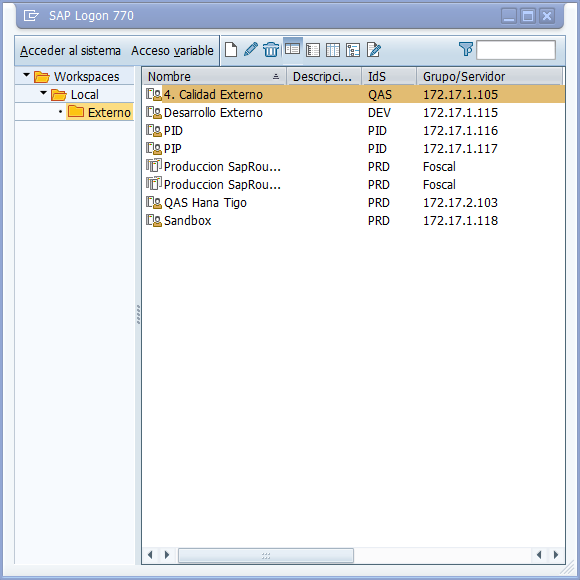 SAP Logon 770
Acceder al sistema Acceso variable
Workspaces
Local
Externo
Nombre Descripci... IdS Grupo/Servidor
4. Calidad Externo QAS 172.17.1.105
Desarrollo Externo DEV 172.17.1.115
PID PID 172.17.1.116
PIP PID 172.17.1.117
Produccion SapRou... PRD Foscal
Produccion SapRou... PRD Foscal
QAS Hana Tigo PRD 172.17.2.103
Sandbox PRD 172.17.1.118